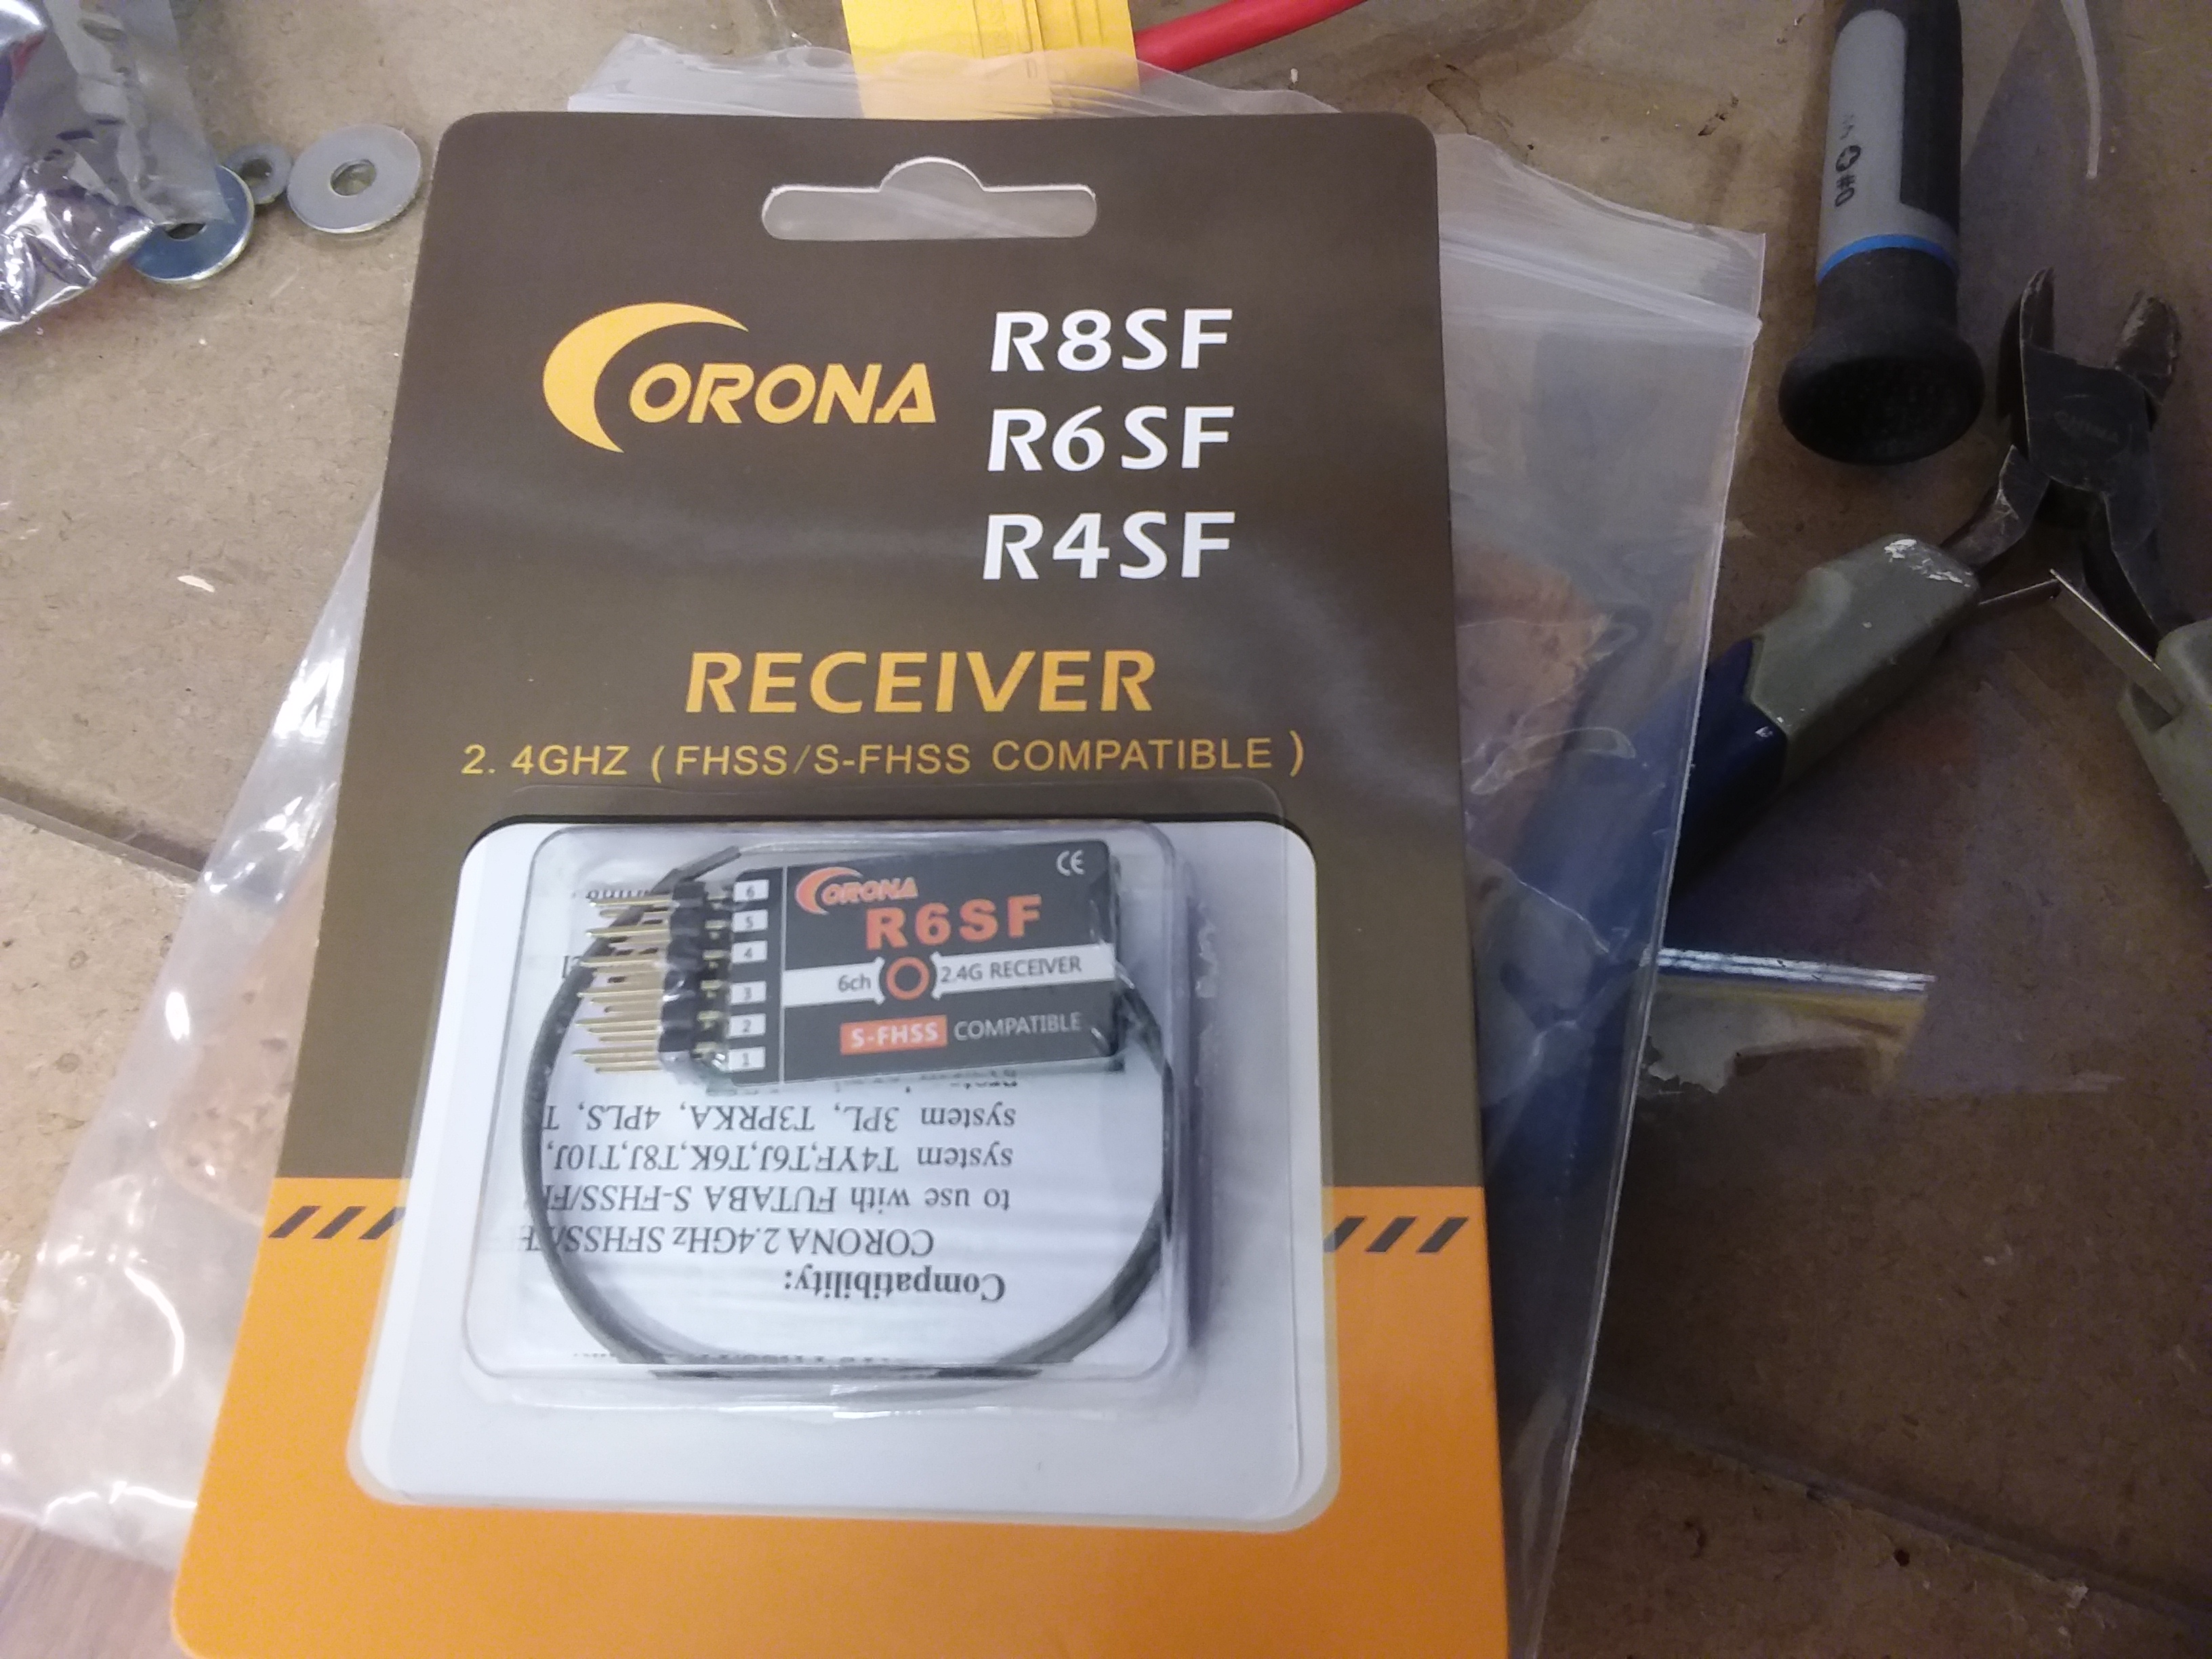 #0
CORONA
R8SF
R6SF
R4SF
RECEIVER
2.4GHZ (FHSS/S-FHSS COMPATIBLE)
CE
CORONA
R6SF
6ch 2.4G RECEIVER
S-FHSS COMPATIBLE
6
5
4
3
2
1
Compatibility:
CORONA 2.4GHz SFHSS/
to use with FUTABA S-FHSS/
system T4YF,T6J,T6K,T8J,T10J,
system 3PL, T3PRKA, 4PLS,